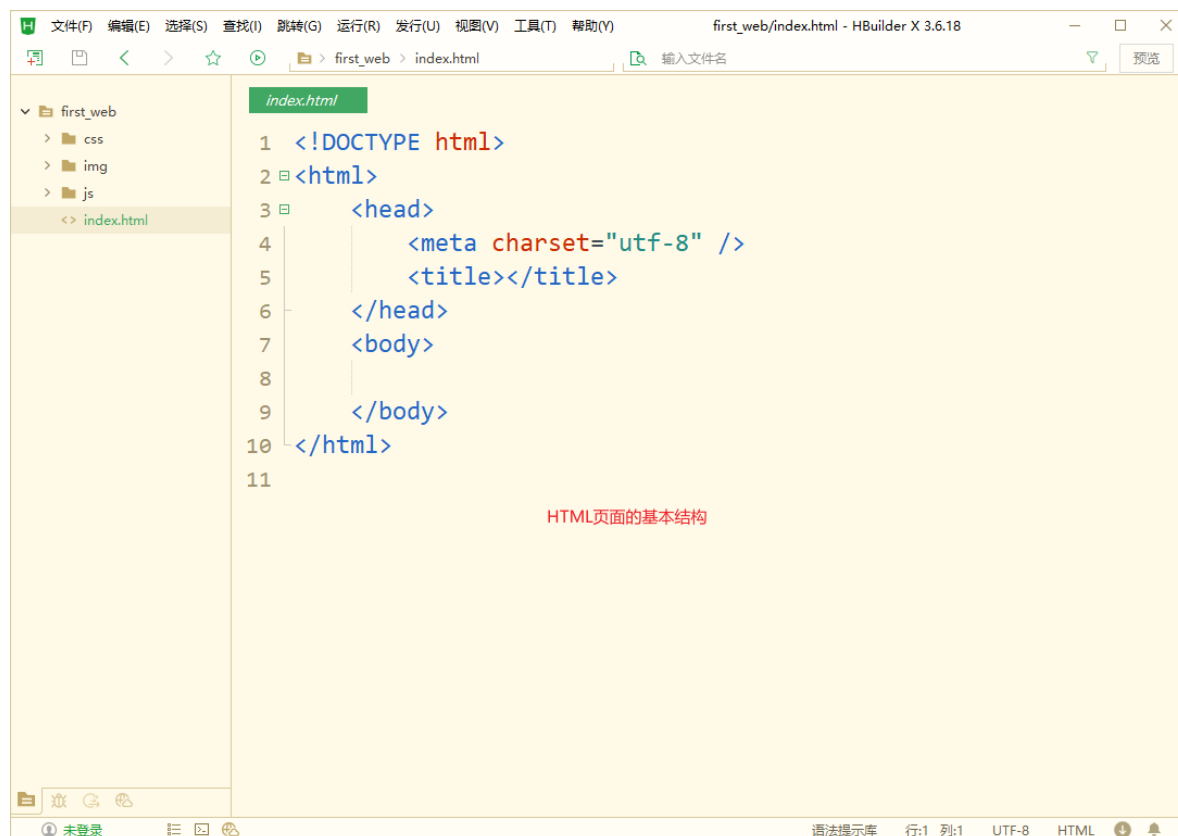 H 文件(F) 编辑(E) 选择(S) 查找(I) 跳转(G) 运行(R) 发行(U) 视图(V) 工具(T) 帮助(Y) first_web/index.html - HBuilder X 3.6.18
first_web > index.html 输入文件名 预览
first_web
css
img
js
<> index.html
index.html
1 <!DOCTYPE html>
2 <html>
3 <head>
4 <meta charset="utf-8" />
5 <title></title>
6 </head>
7 <body>
8
9 </body>
10 </html>
11
HTML页面的基本结构
未登录 语法提示库 行:1 列:1 UTF-8 HTML